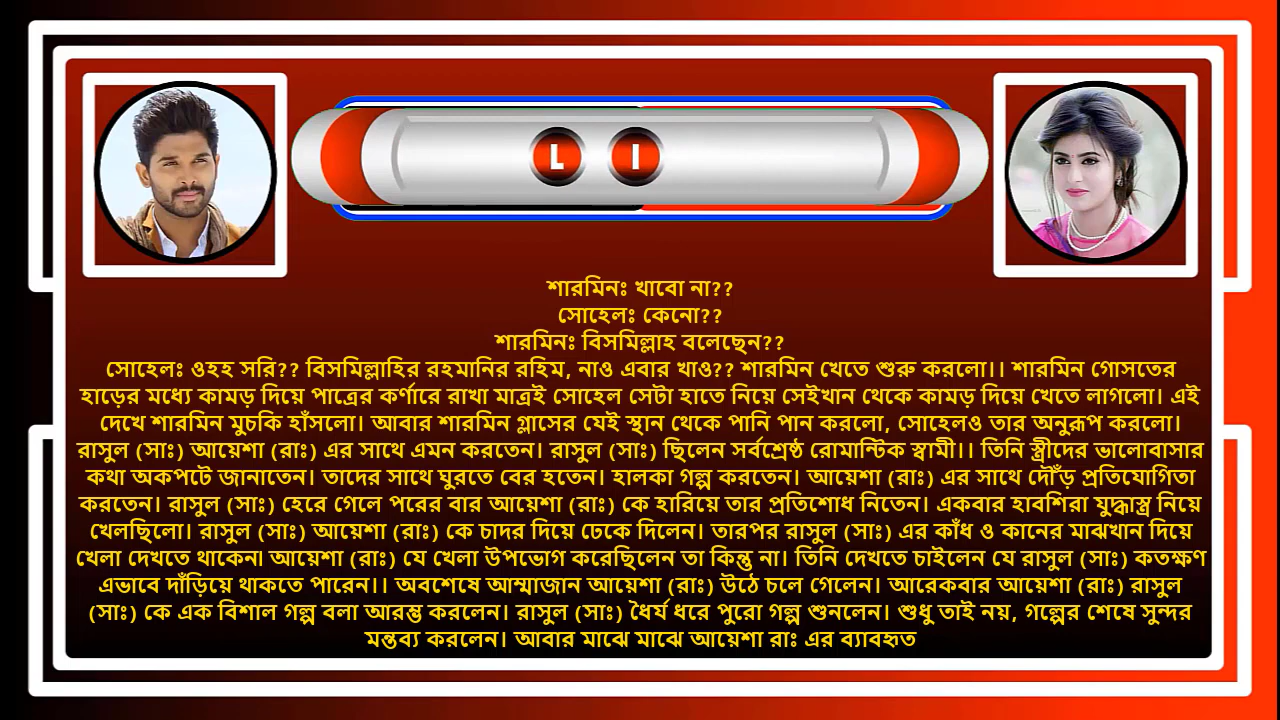 L I
শারমিনঃ খাবো না??
সোহেলঃ কেনো??
শারমিনঃ বিসমিল্লাহ বলেছেন??
সোহেলঃ ওহহ সরি?? বিসমিল্লাহির রহমানির রহিম, নাও এবার খাও?? শারমিন খেতে শুরু করলো।। শারমিন গোসতের
হাড়ের মধ্যে কামড় দিয়ে পাত্রের কর্ণারে রাখা মাত্রই সোহেল সেটা হাতে নিয়ে সেইখান থেকে কামড় দিয়ে খেতে লাগলো। এই
দেখে শারমিন মুচকি হাঁসলো। আবার শারমিন গ্লাসের যেই স্থান থেকে পানি পান করলো, সোহেলও তার অনুরূপ করলো।
রাসুল (সাঃ) আয়েশা (রাঃ) এর সাথে এমন করতেন। রাসুল (সাঃ) ছিলেন সর্বশ্রেষ্ঠ রোমান্টিক স্বামী।। তিনি স্ত্রীদের ভালোবাসার
কথা অকপটে জানাতেন। তাদের সাথে ঘুরতে বের হতেন। হালকা গল্প করতেন। আয়েশা (রাঃ) এর সাথে দৌঁড় প্রতিযোগিতা
করতেন। রাসুল (সাঃ) হেরে গেলে পরের বার আয়েশা (রাঃ) কে হারিয়ে তার প্রতিশোধ নিতেন। একবার হাবশিরা যুদ্ধাস্ত্র নিয়ে
খেলছিলো। রাসুল (সাঃ) আয়েশা (রাঃ) কে চাদর দিয়ে ঢেকে দিলেন। তারপর রাসুল (সাঃ) এর কাঁধ ও কানের মাঝখান দিয়ে
খেলা দেখতে থাকেন৷ আয়েশা (রাঃ) যে খেলা উপভোগ করেছিলেন তা কিন্তু না। তিনি দেখতে চাইলেন যে রাসুল (সাঃ) কতক্ষণ
এভাবে দাঁড়িয়ে থাকতে পারেন।। অবশেষে আম্মাজান আয়েশা (রাঃ) উঠে চলে গেলেন। আরেকবার আয়েশা (রাঃ) রাসুল
(সাঃ) কে এক বিশাল গল্প বলা আরম্ভ করলেন। রাসুল (সাঃ) ধৈর্য ধরে পুরো গল্প শুনলেন। শুধু তাই নয়, গল্পের শেষে সুন্দর
মন্তব্য করলেন। আবার মাঝে মাঝে আয়েশা রাঃ এর ব্যাবহৃত